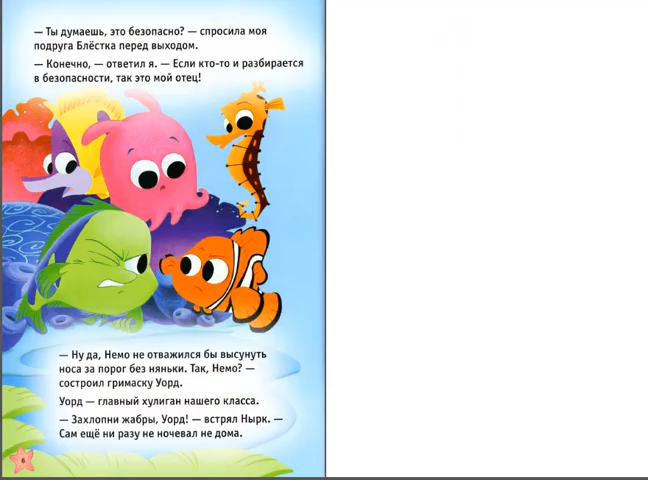 — Ты думаешь, это безопасно? — спросила моя
подруга Блёстка перед выходом.
— Конечно, — ответил я. — Если кто-то и разбирается
в безопасности, так это мой отец!
— Ну да, Немо не отважился бы высунуть
носа за порог без няньки. Так, Немо? —
состроил гримаску Уорд.
Уорд — главный хулиган нашего класса.
— Захлопни жабры, Уорд! — встрял Нырк. —
Сам ещё ни разу не ночевал не дома.
6